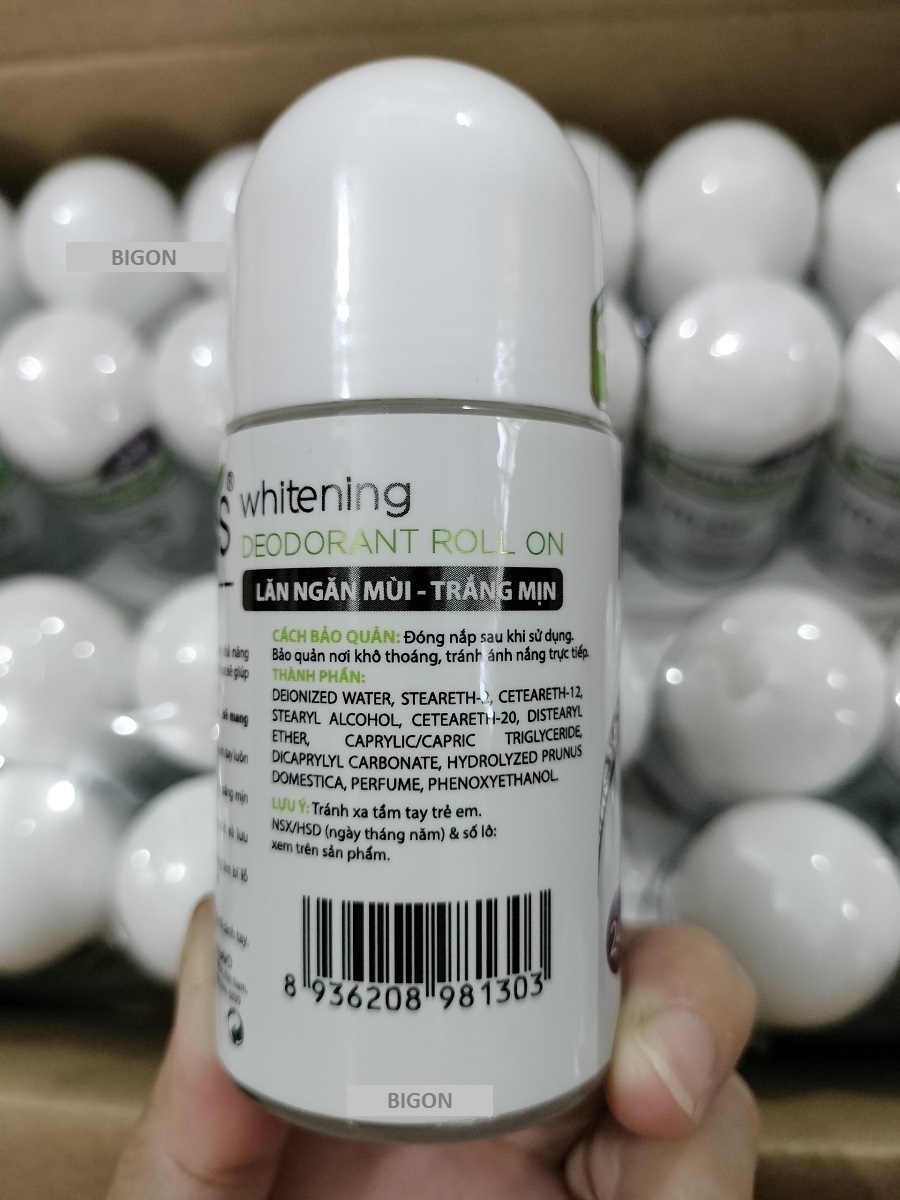 BIGON
S® whitening
DEODORANT ROLL ON
LĂN NGĂN MÙI - TRẮNG MỊN
CÁCH BẢO QUẢN: Đóng nắp sau khi sử dụng.
Bảo quản nơi khô thoáng, tránh ánh nắng trực tiếp.
THÀNH PHẦN:
DEIONIZED WATER, STEARETH-2, CETEARETH-12,
STEARYL ALCOHOL, CETEARETH-20, DISTEARYL
ETHER, CAPRYLIC/CAPRIC TRIGLYCERIDE,
DICAPRYLYL CARBONATE, HYDROLYZED PRUNUS
DOMESTICA, PERFUME, PHENOXYETHANOL.
LƯU Ý: Tránh xa tầm tay trẻ em.
NSX/HSD (ngày tháng năm) & số lô:
xem trên sản phẩm.
8 936208 981303
BIGON